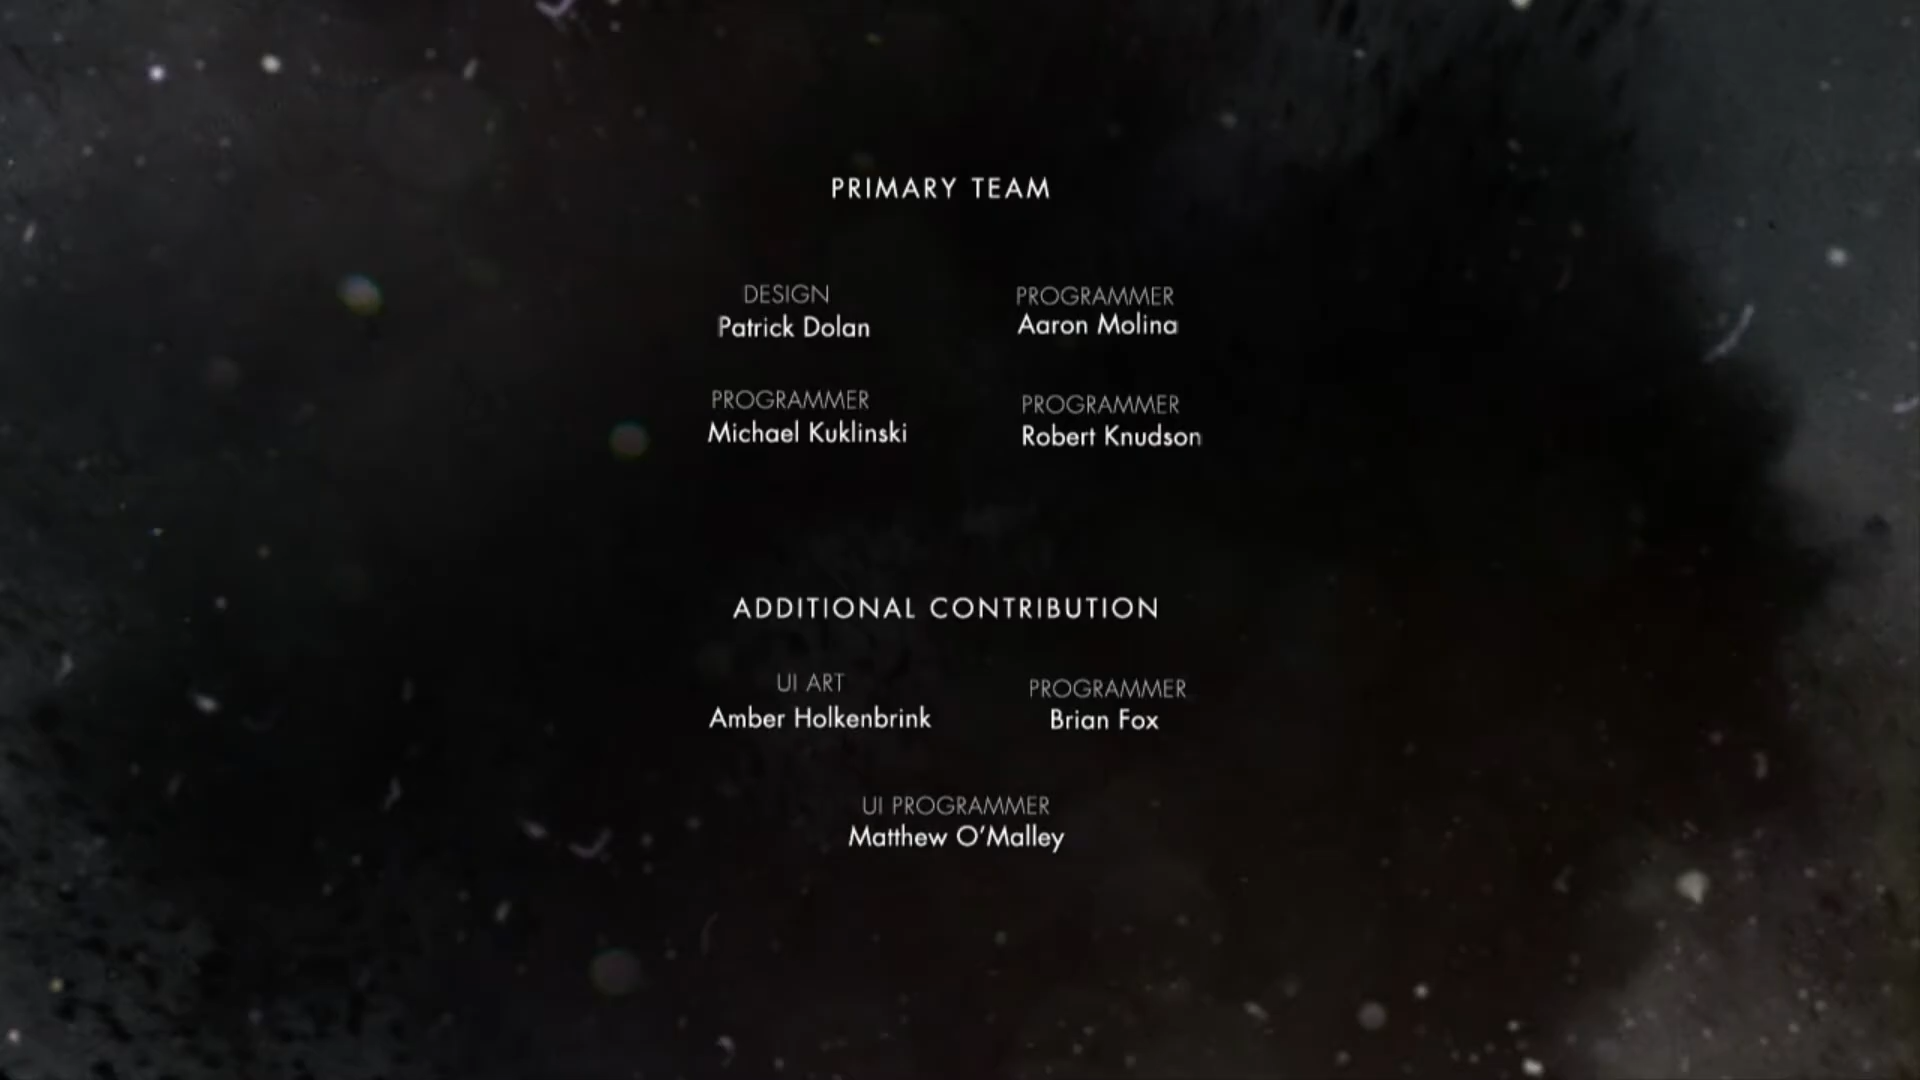 PRIMARY TEAM
DESIGN
Patrick Dolan
PROGRAMMER
Aaron Molina
PROGRAMMER
Michael Kuklinski
PROGRAMMER
Robert Knudson
ADDITIONAL CONTRIBUTION
UI ART
Amber Holkenbrink
PROGRAMMER
Brian Fox
UI PROGRAMMER
Matthew O'Malley